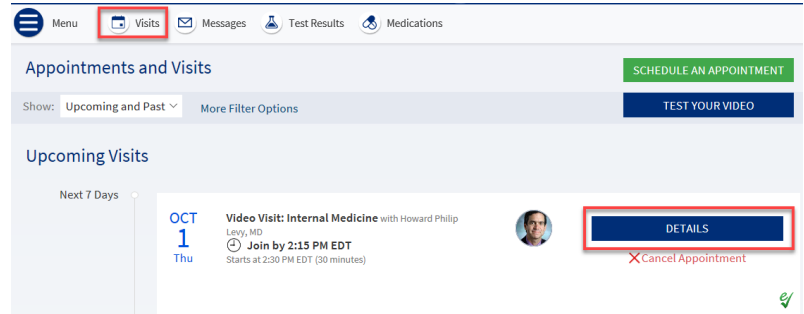 Menu
Visits
Messages
Test Results
Medications
Appointments and Visits
SCHEDULE AN APPOINTMENT
Show: Upcoming and Past
More Filter Options
TEST YOUR VIDEO
Upcoming Visits
Next 7 Days
OCT
1
Thu
Video Visit: Internal Medicine with Howard Philip
Levy, MD
Join by 2:15 PM EDT
Starts at 2:30 PM EDT (30 minutes)
DETAILS
Cancel Appointment